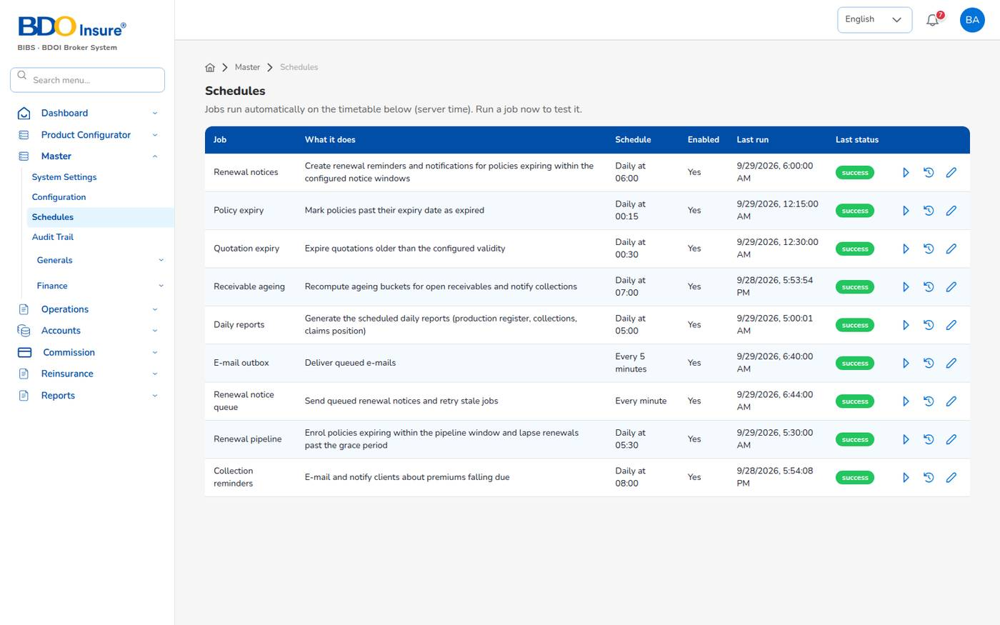 BDO Insure®
BIBS · BDOI Broker System
Search menu...
Dashboard
Product Configurator
Master
System Settings
Configuration
Schedules
Audit Trail
Generals
Finance
Operations
Accounts
Commission
Reinsurance
Reports
English
7
BA
Master
Schedules
Schedules
Jobs run automatically on the timetable below (server time). Run a job now to test it.
Job What it does Schedule Enabled Last run Last status
Renewal notices Create renewal reminders and notifications for policies expiring within the Daily at Yes 9/29/2026, 6:00:00 success
configured notice windows 06:00 AM
Policy expiry Mark policies past their expiry date as expired Daily at Yes 9/29/2026, 12:15:00 success
00:15 AM
Quotation expiry Expire quotations older than the configured validity Daily at Yes 9/29/2026, 12:30:00 success
00:30 AM
Receivable ageing Recompute ageing buckets for open receivables and notify collections Daily at Yes 9/28/2026, 5:53:54 success
07:00 PM
Daily reports Generate the scheduled daily reports (production register, collections, Daily at Yes 9/29/2026, 5:00:01 success
claims position) 05:00 AM
E-mail outbox Deliver queued e-mails Every 5 Yes 9/29/2026, 6:40:00 success
minutes AM
Renewal notice Send queued renewal notices and retry stale jobs Every minute Yes 9/29/2026, 6:44:00 success
queue AM
Renewal pipeline Enrol policies expiring within the pipeline window and lapse renewals Daily at Yes 9/29/2026, 5:30:00 success
past the grace period 05:30 AM
Collection E-mail and notify clients about premiums falling due Daily at Yes 9/28/2026, 5:54:08 success
reminders 08:00 PM